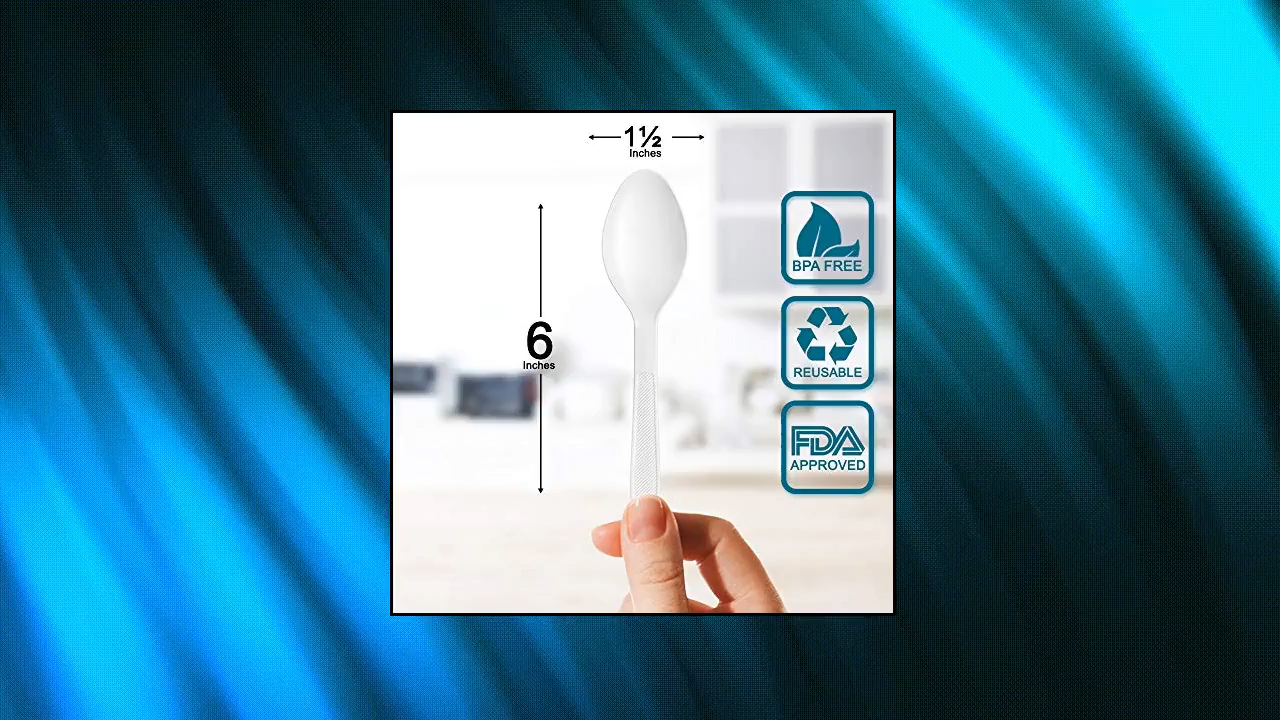 1½
Inches
6
Inches
BPA FREE
REUSABLE
FDA
APPROVED